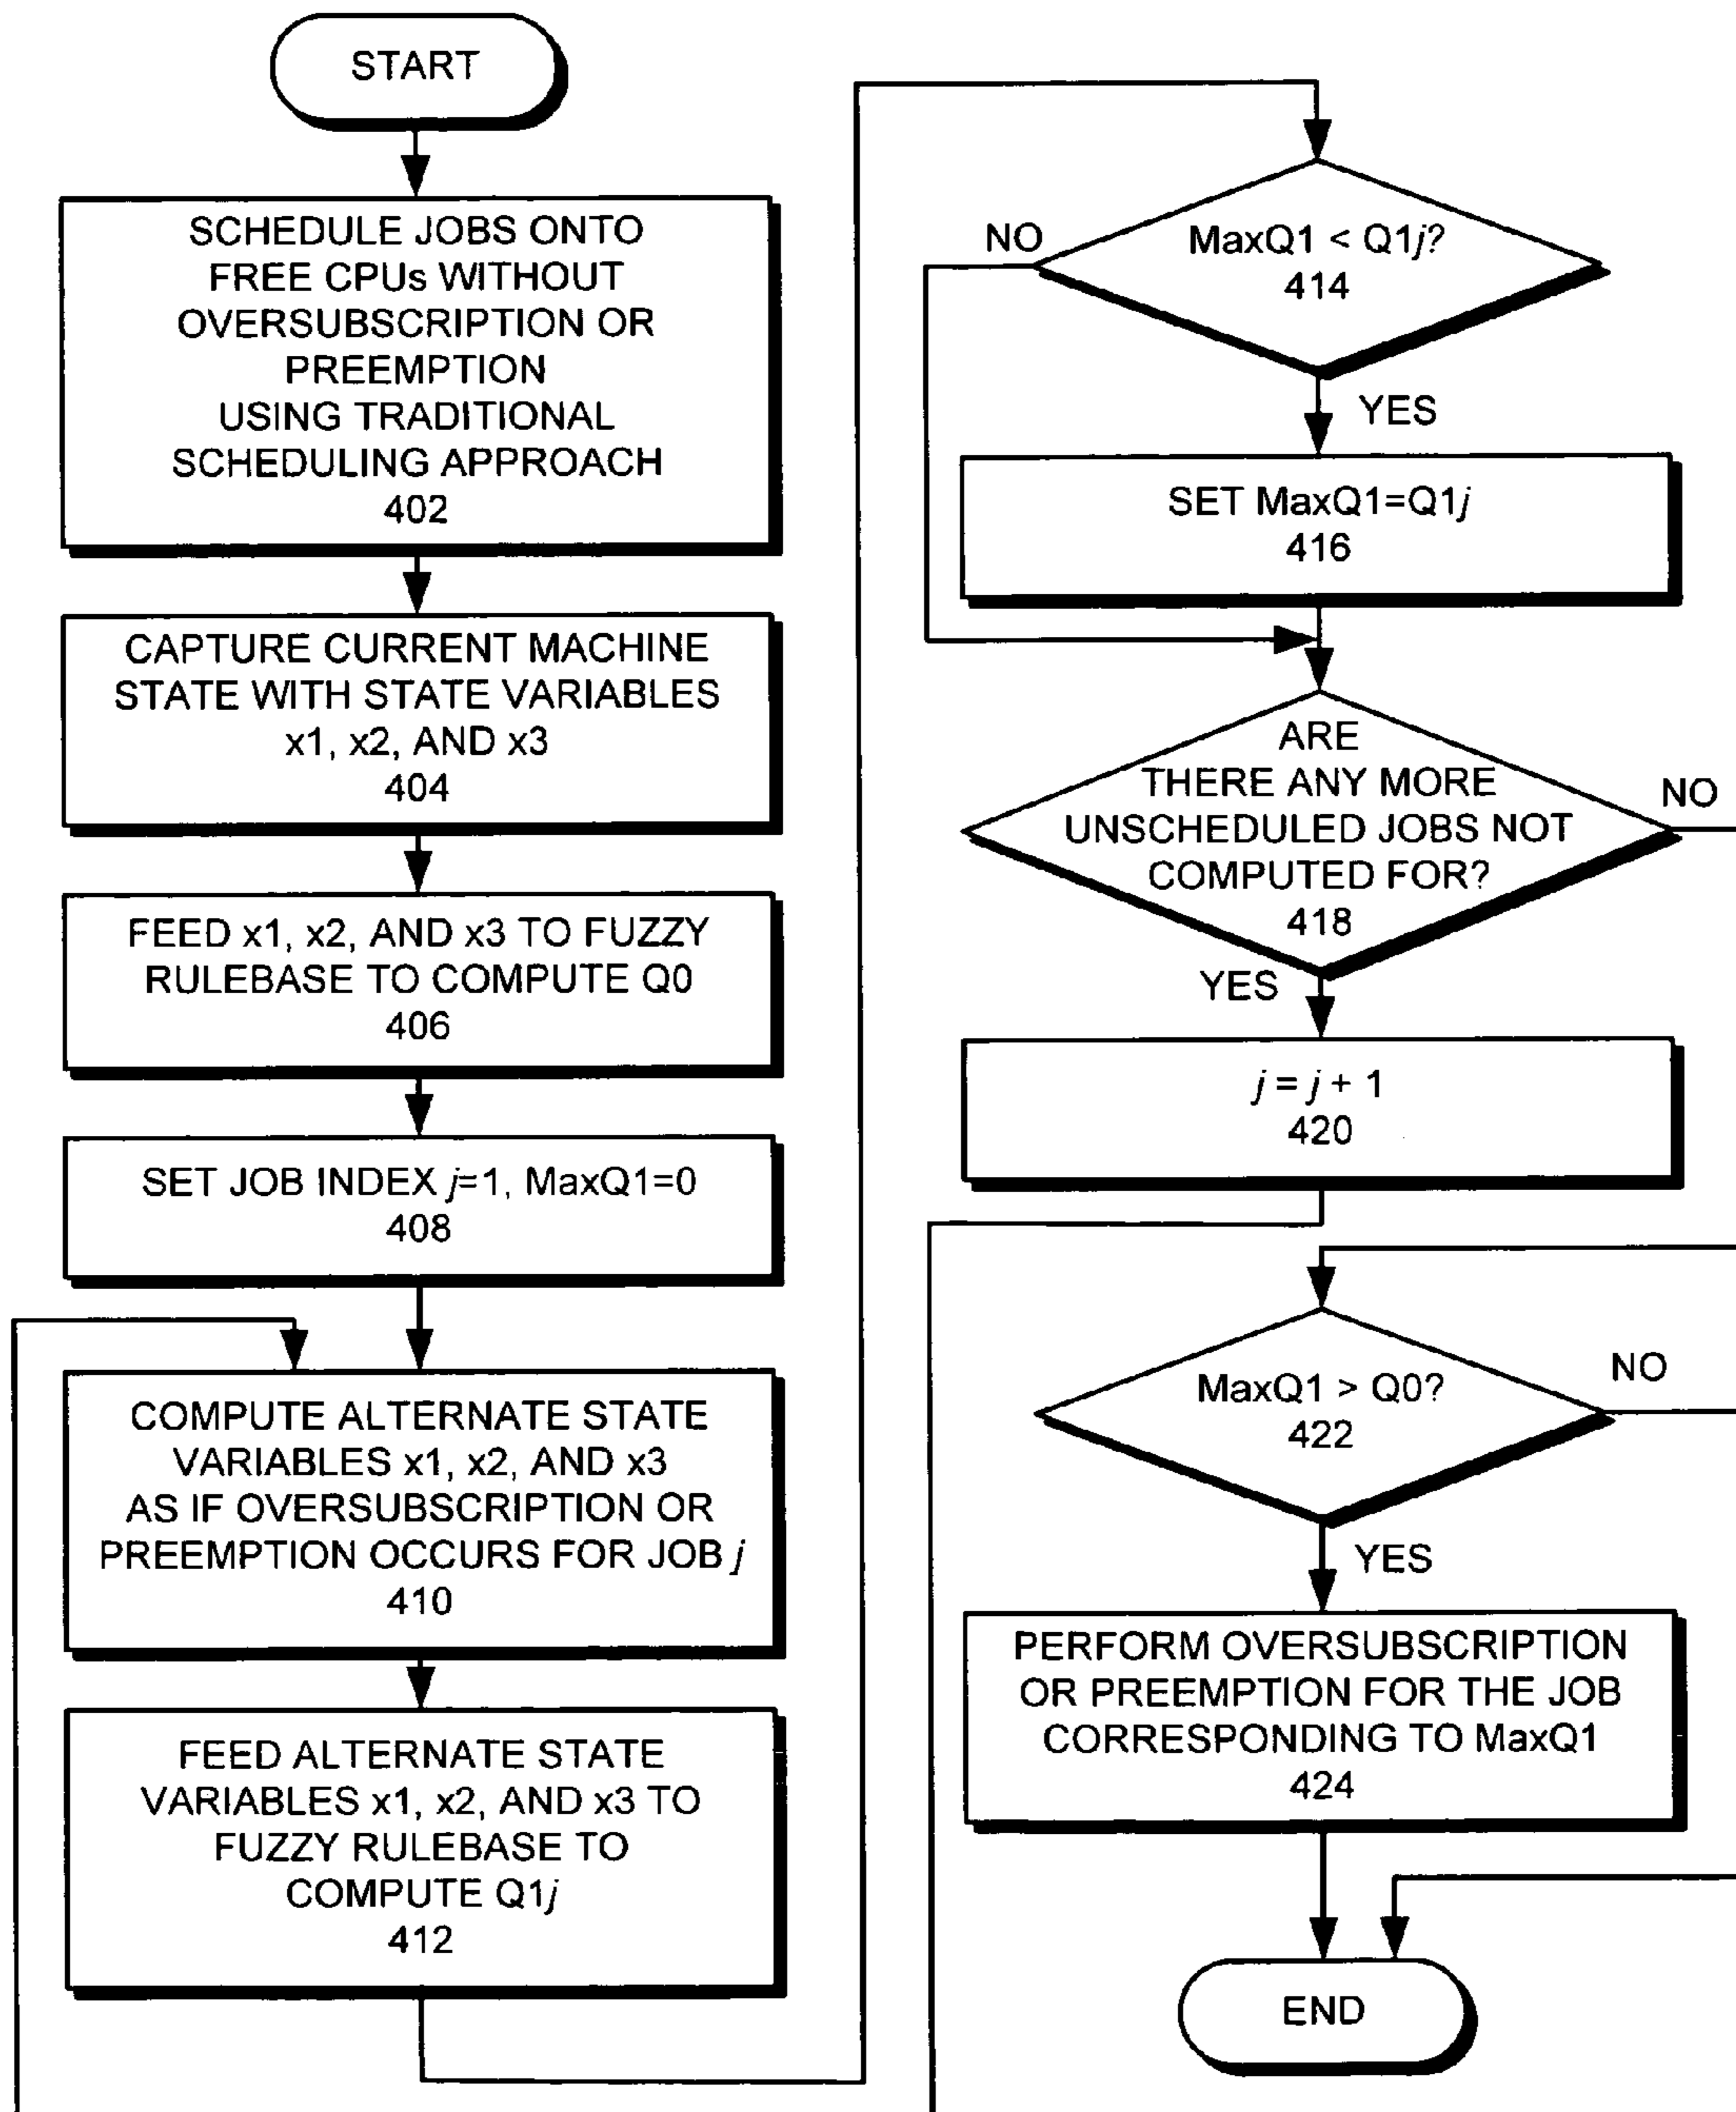 START
SCHEDULE JOBS ONTO
FREE CPUs WITHOUT
OVERSUBSCRIPTION OR
PREEMPTION
USING TRADITIONAL
SCHEDULING APPROACH
402
CAPTURE CURRENT MACHINE
STATE WITH STATE VARIABLES
x1, x2, AND x3
404
FEED x1, x2, AND x3 TO FUZZY
RULEBASE TO COMPUTE Q0
406
SET JOB INDEX j=1, MaxQ1=0
408
COMPUTE ALTERNATE STATE
VARIABLES x1, x2, AND x3
AS IF OVERSUBSCRIPTION OR
PREEMPTION OCCURS FOR JOB j
410
FEED ALTERNATE STATE
VARIABLES x1, x2, AND x3 TO
FUZZY RULEBASE TO
COMPUTE Q1j
412
NO
MaxQ1 < Q1j?
414
YES
SET MaxQ1=Q1j
416
ARE
THERE ANY MORE
UNSCHEDULED JOBS NOT
COMPUTED FOR?
418
NO
YES
j = j + 1
420
MaxQ1 > Q0?
422
NO
YES
PERFORM OVERSUBSCRIPTION
OR PREEMPTION FOR THE JOB
CORRESPONDING TO MaxQ1
424
END